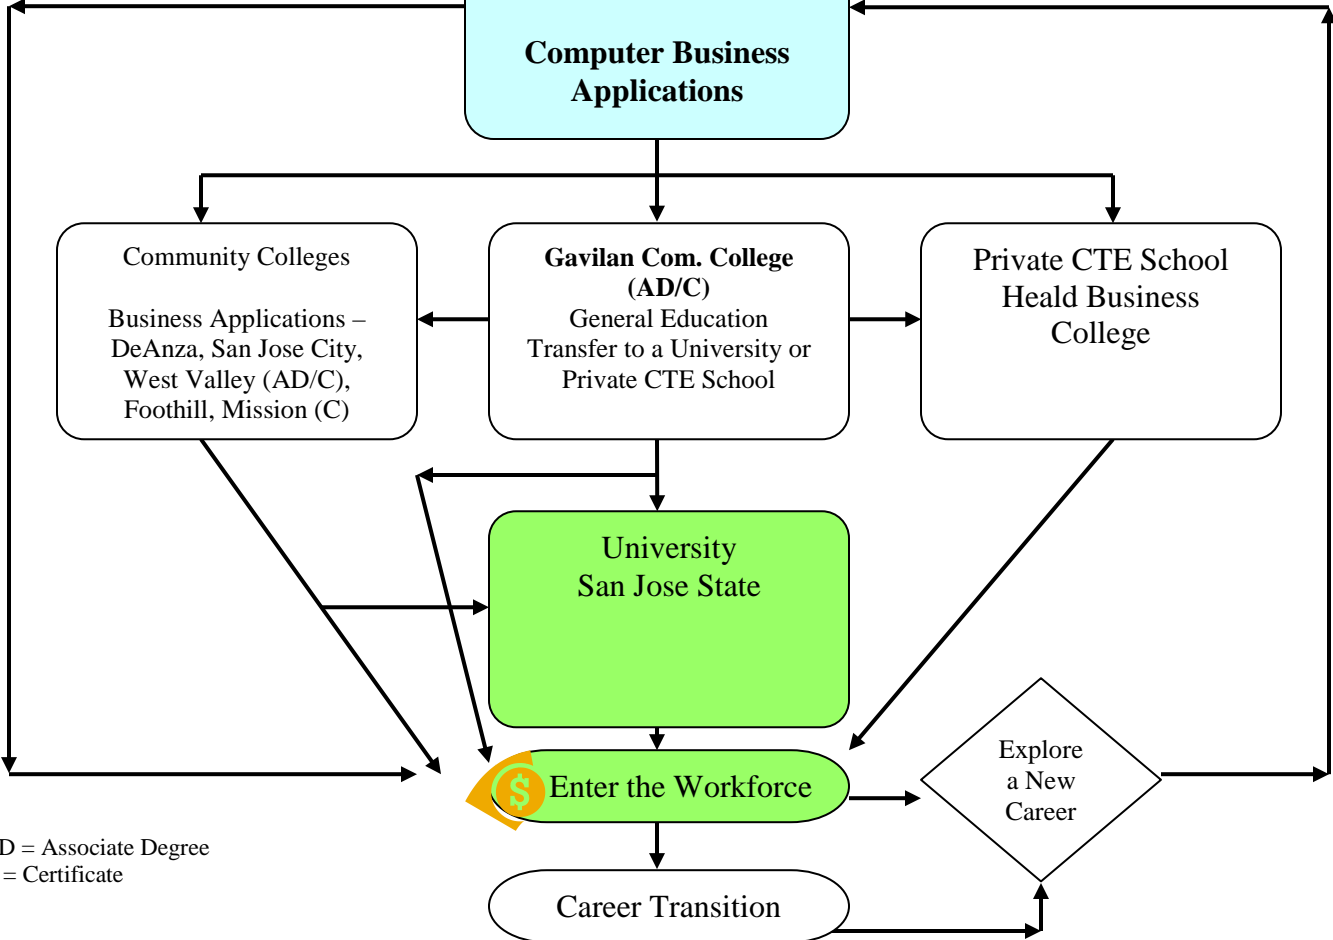 Computer Business
Applications
Community Colleges
Business Applications –
DeAnza, San Jose City,
West Valley (AD/C),
Foothill, Mission (C)
Gavilan Com. College
(AD/C)
General Education
Transfer to a University or
Private CTE School
Private CTE School
Heald Business
College
University
San Jose State
$ Enter the Workforce
Explore
a New
Career
D = Associate Degree
= Certificate
Career Transition